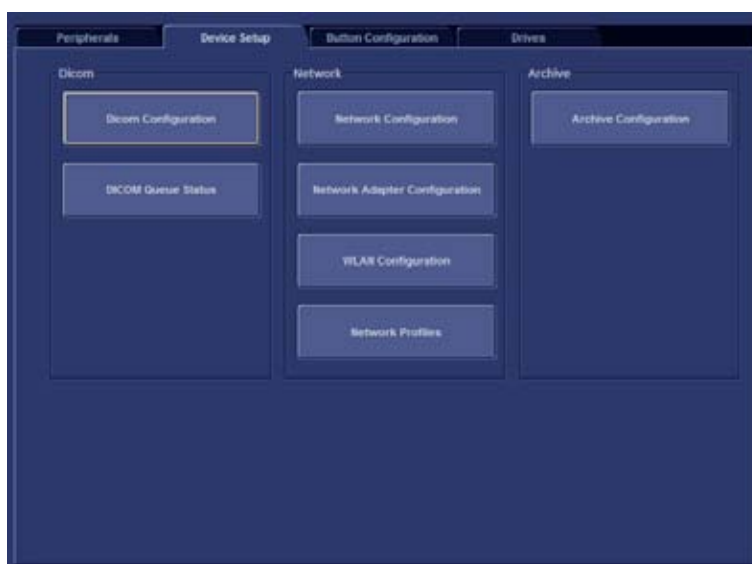 Peripherals Device Setup Button Configuration Drives
Dicom Network Archive
Dicom Configuration Network Configuration Archive Configuration
DICOM Queue Status Network Adapter Configuration
WLAN Configuration
Network Profiles